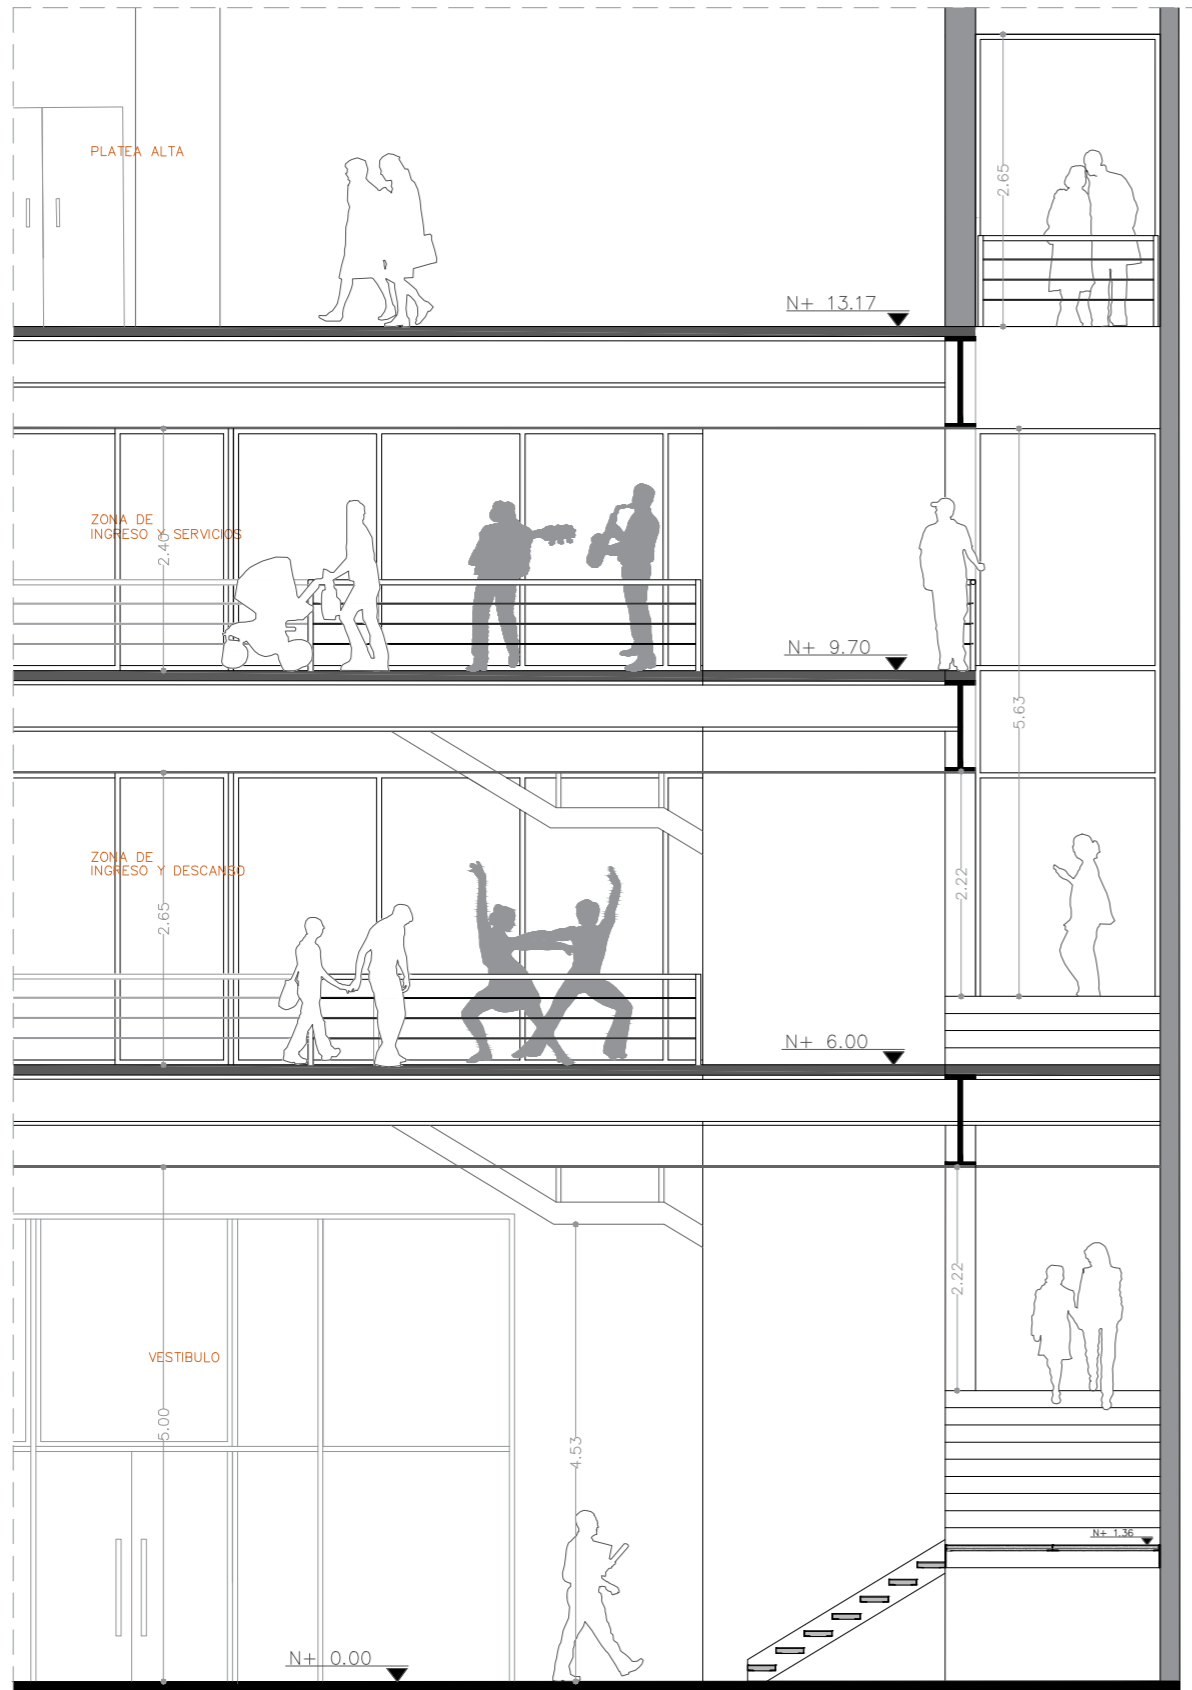 PLATEA ALTA
2.65
N+ 13.17
ZONA DE
INGRESO Y SERVICIOS
2.40
N+ 9.70
5.63
ZONA DE
INGRESO Y DESCANSO
2.65
2.22
N+ 6.00
2.22
VESTIBULO
5.00
4.53
N+ 1.36
N+ 0.00